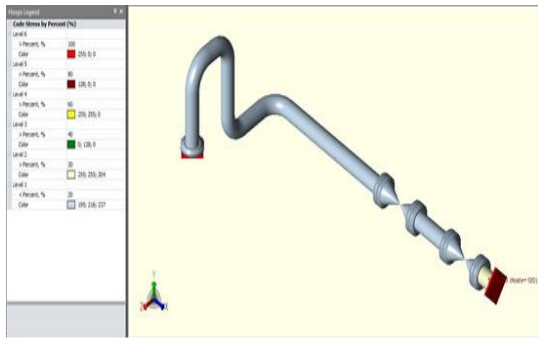 Code Stress by Percent (%)
Level 6
> Percent, % 100
Color 255; 0; 0
Level 5
> Percent, % 80
Color 128; 0; 0
Level 4
> Percent, % 60
Color 255; 255; 0
Level 3
> Percent, % 40
Color 0; 128; 0
Level 2
> Percent, % 20
Color 255; 255; 204
Level 1
< Percent, % 20
Color
Y
Z
X